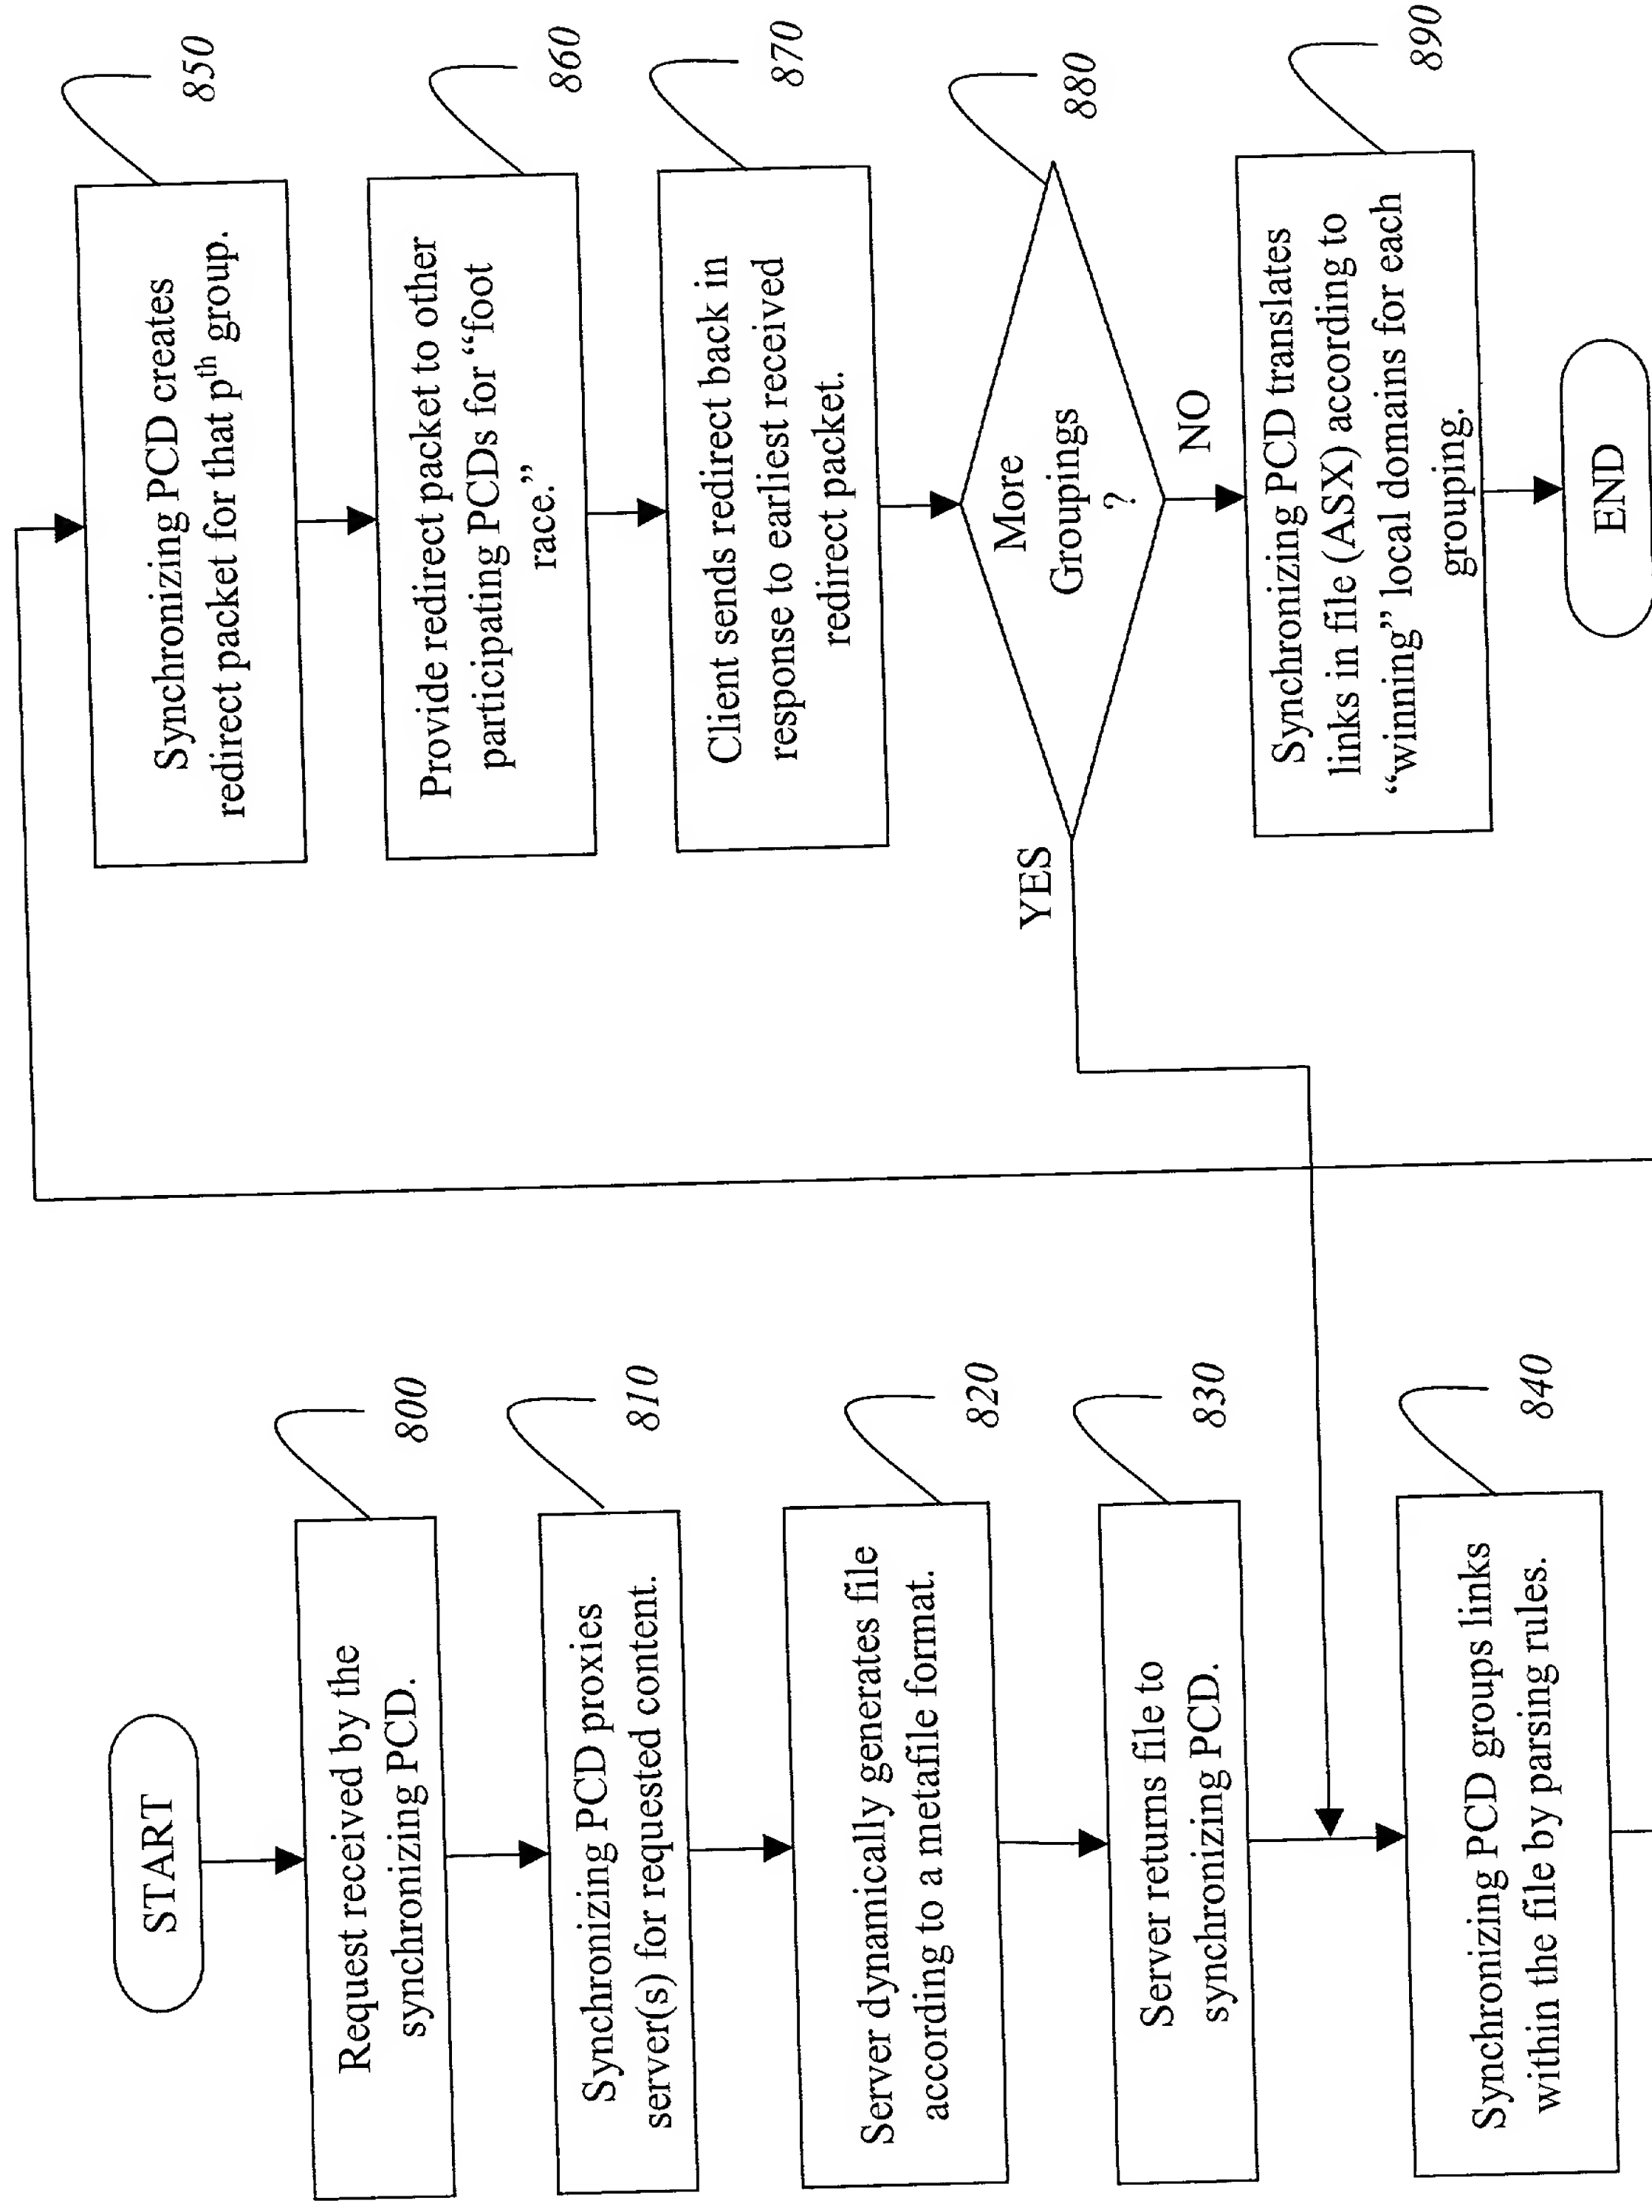 START
Request received by the
synchronizing PCD.
800
Synchronizing PCD proxies
server(s) for requested content.
810
Server dynamically generates file
according to a metafile format.
820
Server returns file to
synchronizing PCD.
830
Synchronizing PCD groups links
within the file by parsing rules.
840
Synchronizing PCD creates
redirect packet for that pth group.
850
Provide redirect packet to other
participating PCDs for “foot
race.”
860
Client sends redirect back in
response to earliest received
redirect packet.
870
More
Groupings
?
880
YES
NO
Synchronizing PCD translates
links in file (ASX) according to
“winning” local domains for each
grouping.
890
END